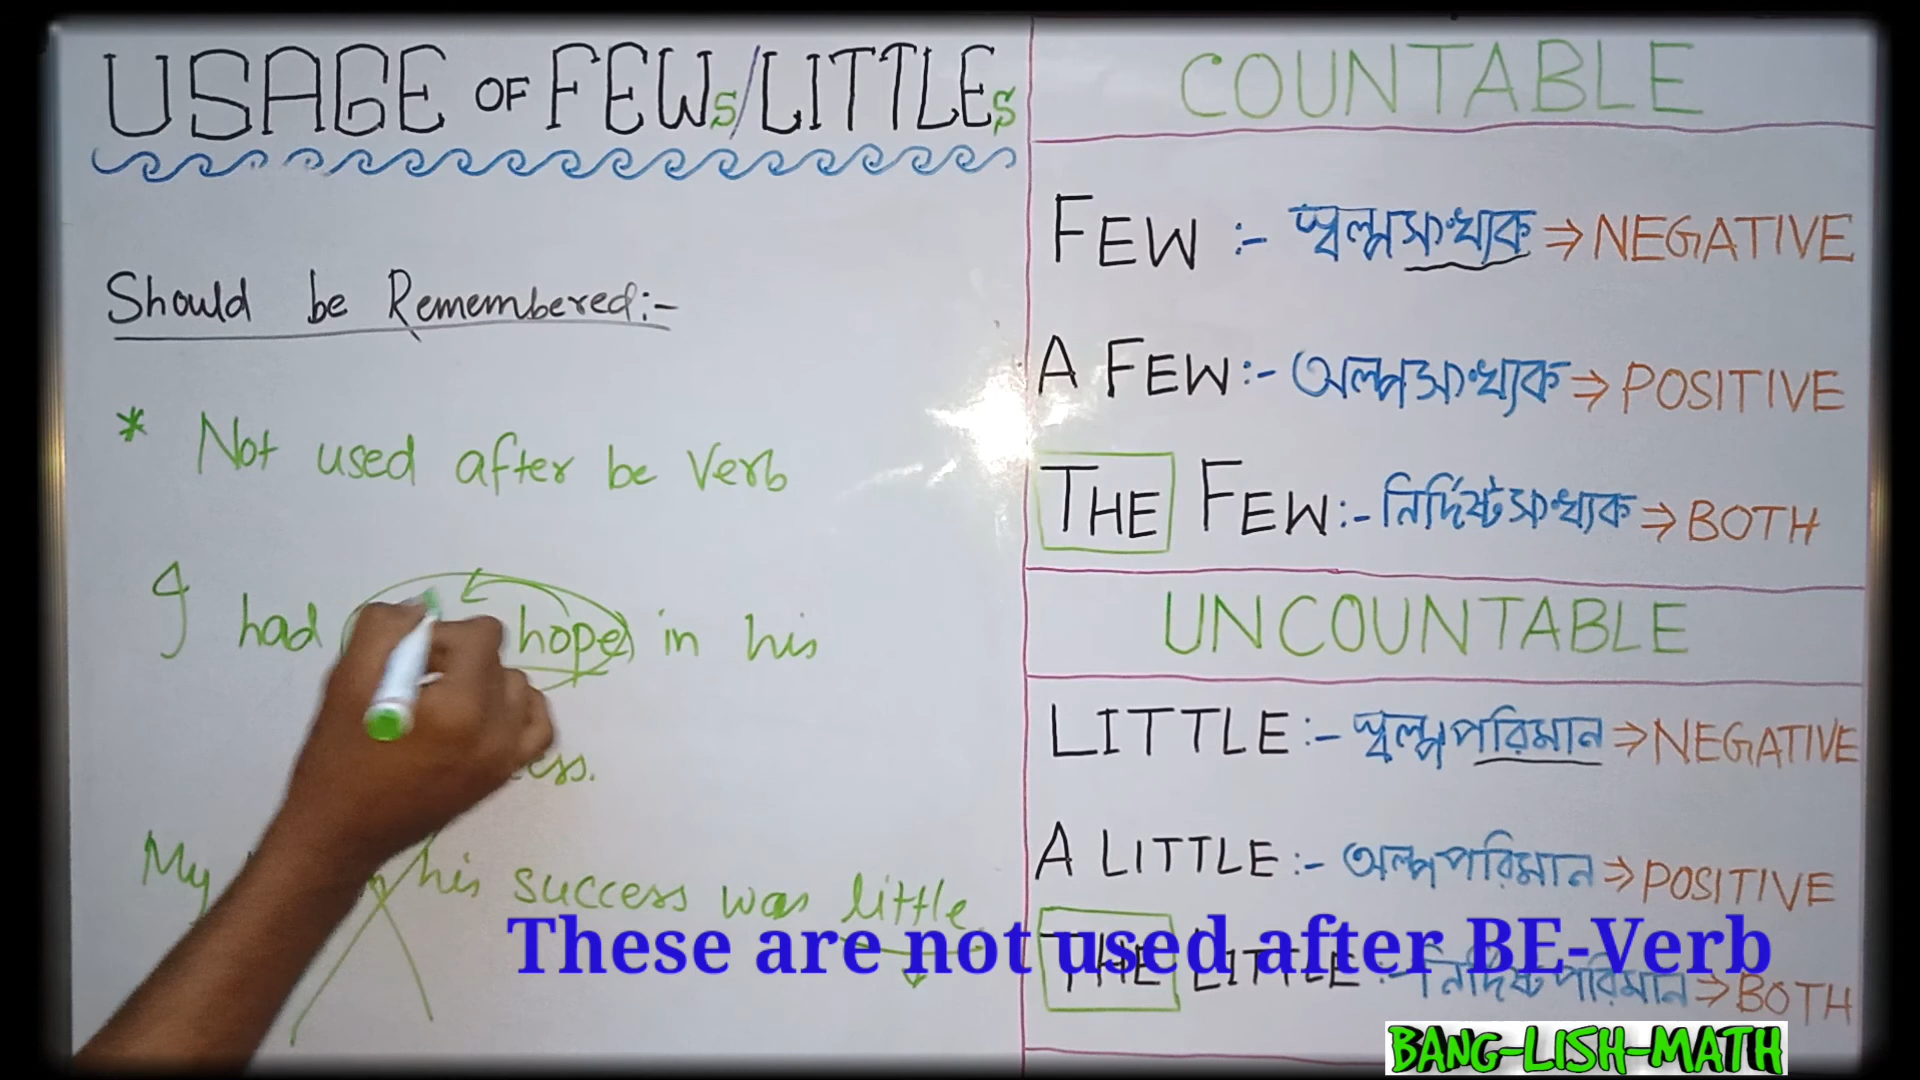 USAGE OF FEWs/LITTLEs
Should be Remembered:-
* Not used after be verb
I had hope in his
My his success was little.
COUNTABLE
FEW :- স্বল্পসংখ্যক ⇒ NEGATIVE
A FEW :- অল্পসংখ্যক ⇒ POSITIVE
THE FEW :- নির্দিষ্টসংখ্যক ⇒ BOTH
UNCOUNTABLE
LITTLE :- স্বল্পপরিমান ⇒ NEGATIVE
A LITTLE :- অল্পপরিমান ⇒ POSITIVE
THE LITTLE :- নির্দিষ্টপরিমান ⇒ BOTH
These are not used after BE-Verb
BANG-LISH-MATH